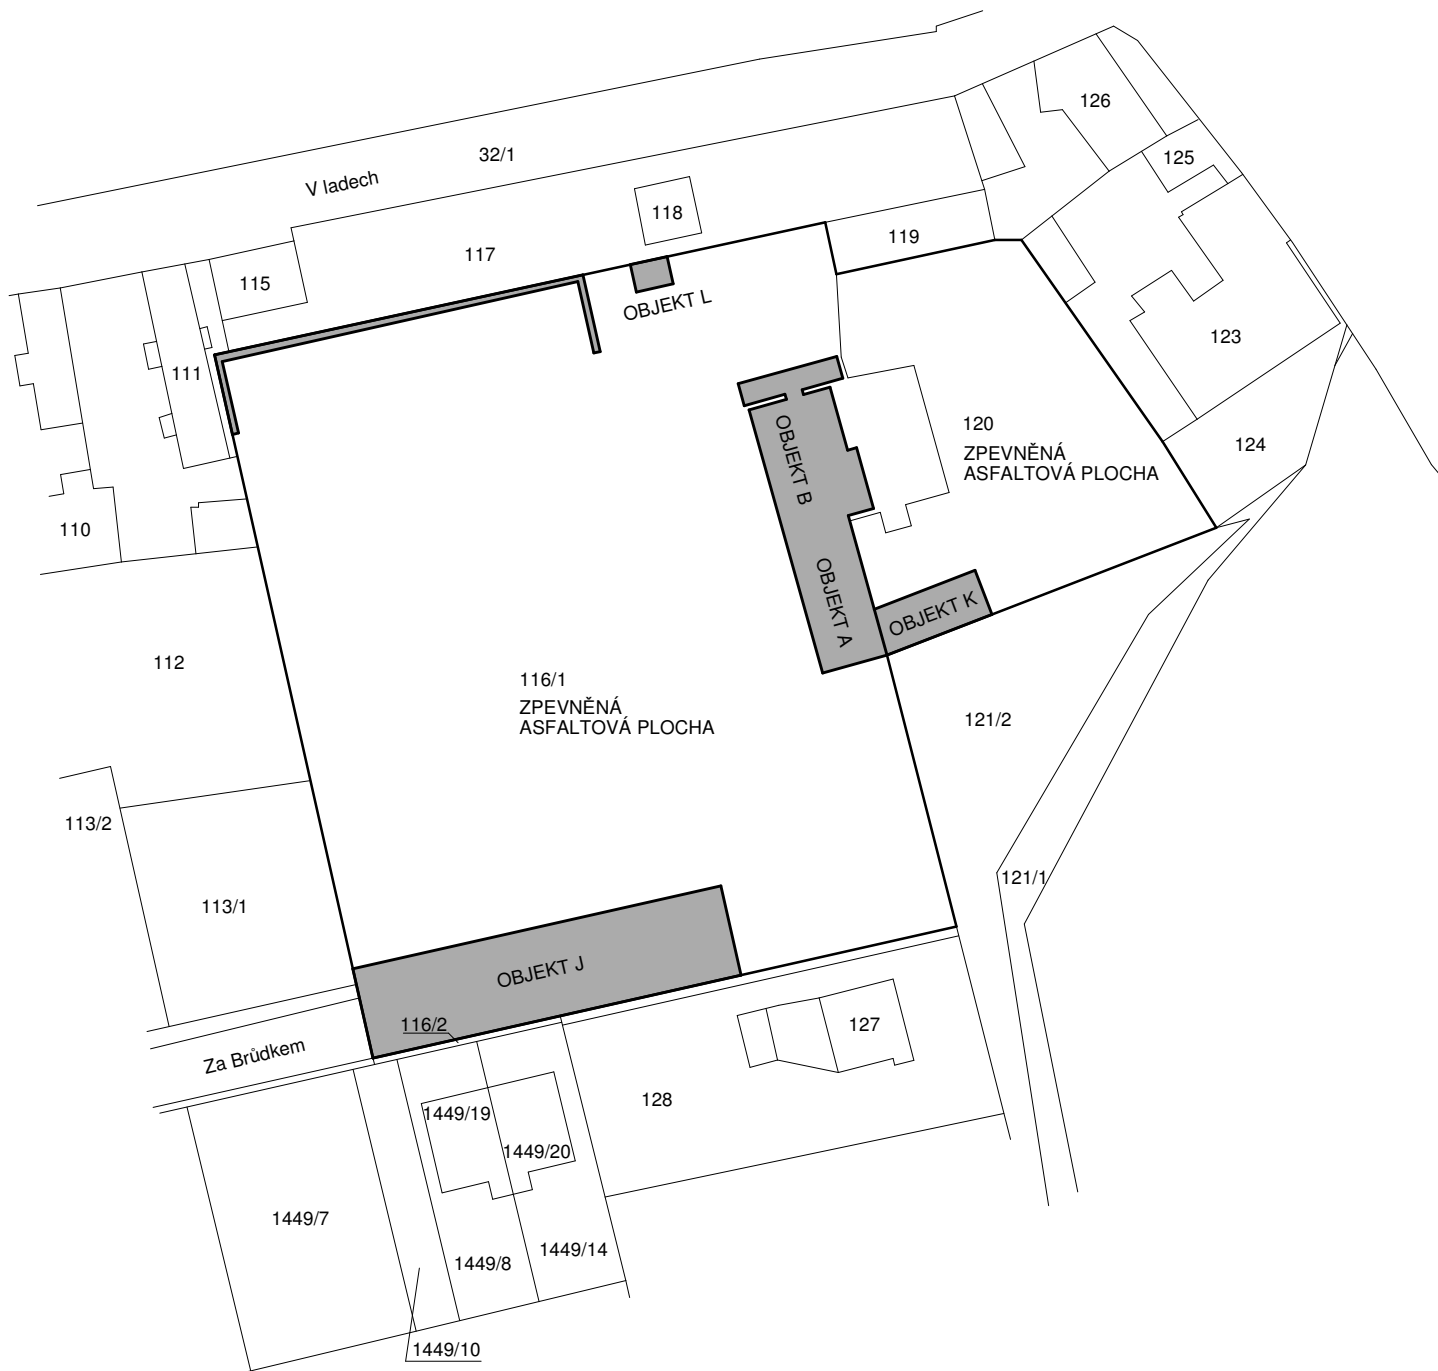 32/1
V ladech
126
125
118
119
117
115
OBJEKT L
123
111
120
ZPEVNĚNÁ
ASFALTOVÁ PLOCHA
124
OBJEKT B
110
OBJEKT A
OBJEKT K
112
116/1
ZPEVNĚNÁ
ASFALTOVÁ PLOCHA
121/2
113/2
121/1
113/1
OBJEKT J
116/2
127
Za Brůdkem
128
1449/19
1449/20
1449/7
1449/14
1449/8
1449/10